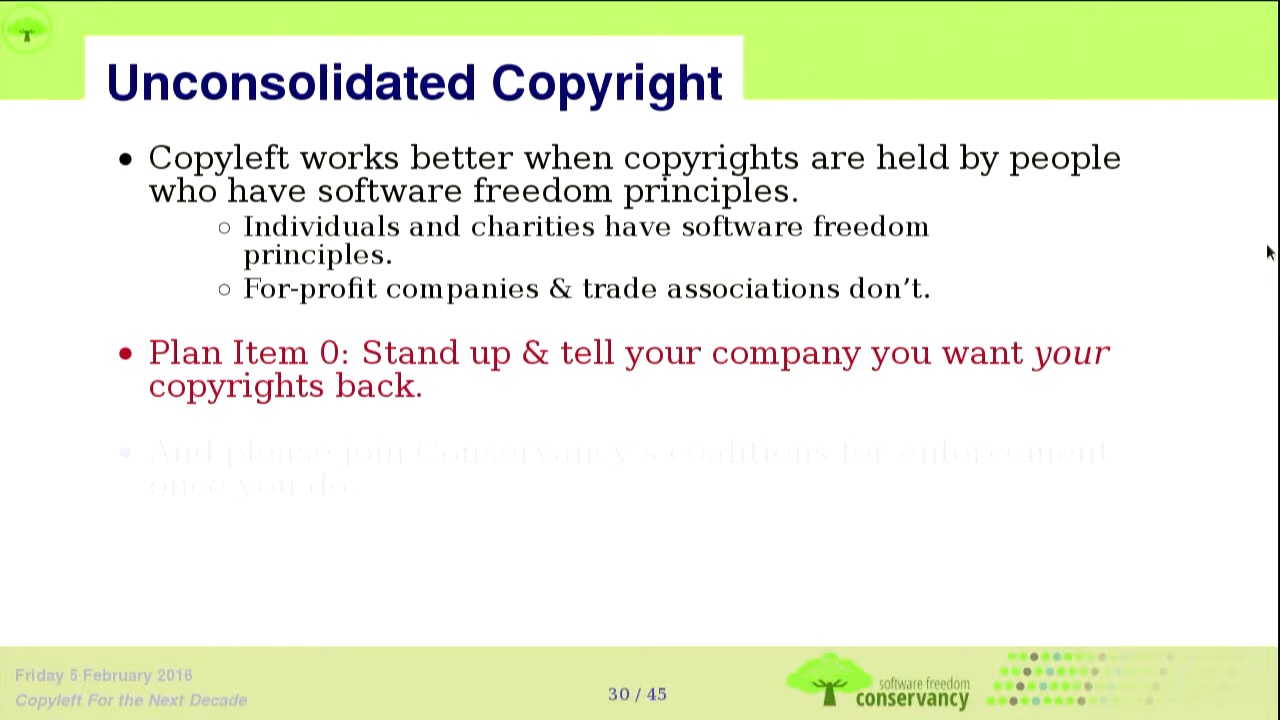 Unconsolidated Copyright
• Copyleft works better when copyrights are held by people
who have software freedom principles.
○ Individuals and charities have software freedom
principles.
○ For-profit companies & trade associations don't.
• Plan Item 0: Stand up & tell your company you want your
copyrights back.
• And please join Conservancy's coalitions for enforcement
once you do.
Friday 5 February 2016
Copyleft For the Next Decade
30 / 45
software freedom
conservancy